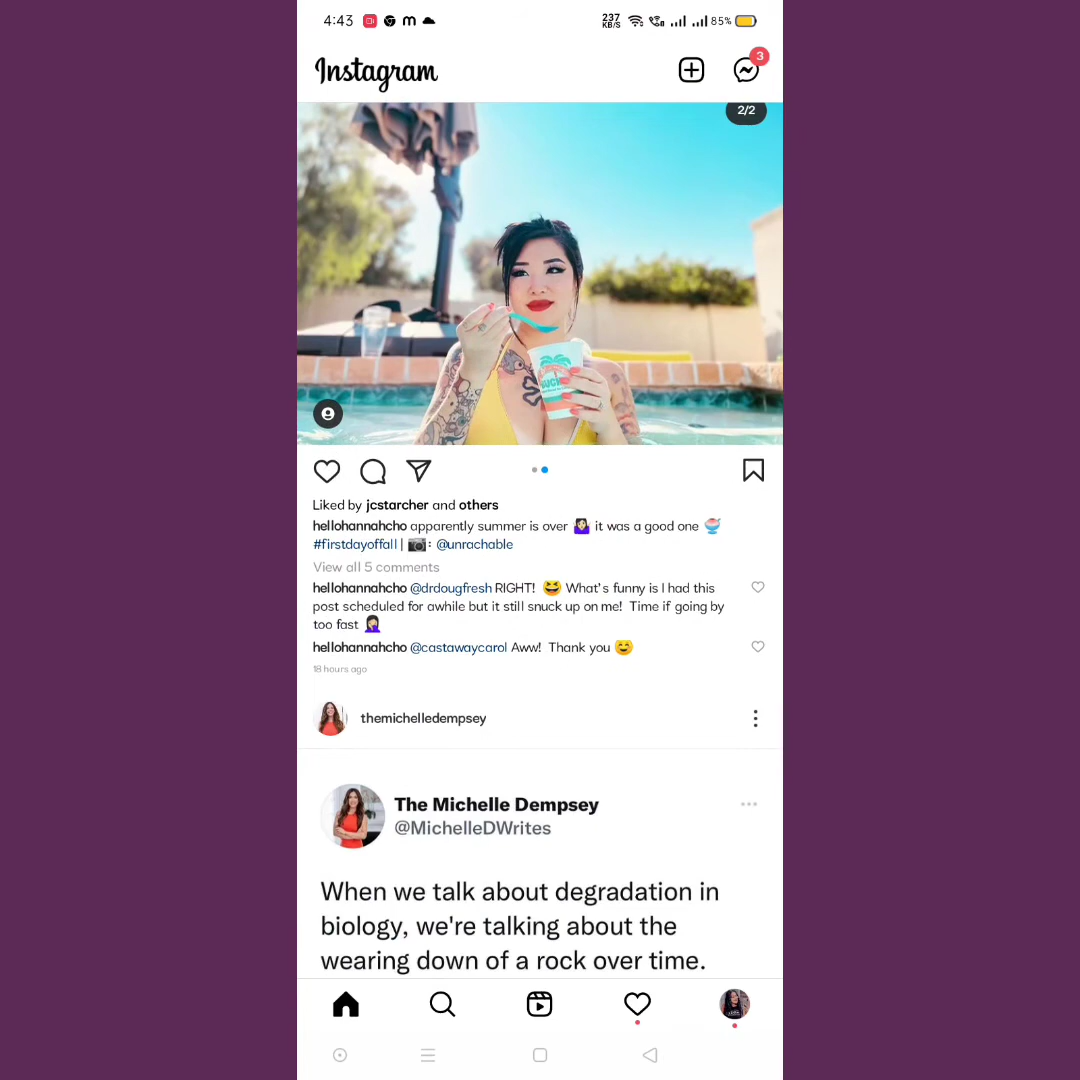 4:43 m 237 KB/S 85%
Instagram 3
2/2
Liked by jcstarcher and others
hellohannahcho apparently summer is over 🤷🏻‍♀️ it was a good one 🍧
#firstdayoffall | 📷: @unrachable
View all 5 comments
hellohannahcho @drdougfresh RIGHT! 😆 What's funny is I had this
post scheduled for awhile but it still snuck up on me! Time if going by
too fast 🤦🏻‍♀️
hellohannahcho @castawaycarol Aww! Thank you ☺️
18 hours ago
themichelledempsey
The Michelle Dempsey
@MichelleDWrites
When we talk about degradation in
biology, we're talking about the
wearing down of a rock over time.